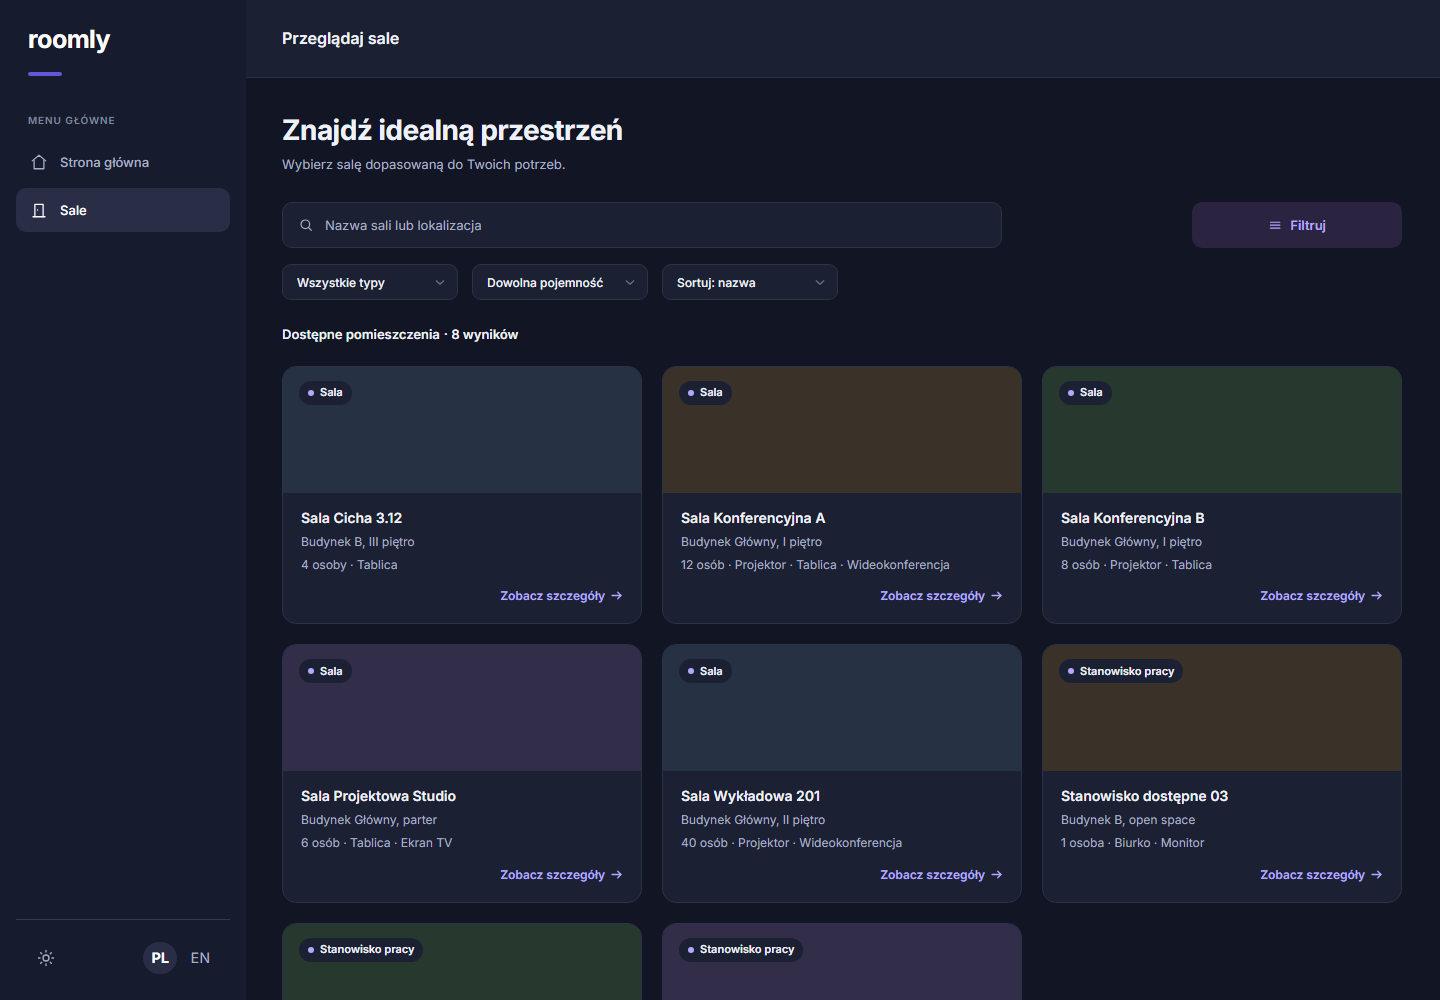 roomly
MENU GŁÓWNE
Strona główna
Sale
PL EN
Przeglądaj sale
Znajdź idealną przestrzeń
Wybierz salę dopasowaną do Twoich potrzeb.
Nazwa sali lub lokalizacja
Filtruj
Wszystkie typy
Dowolna pojemność
Sortuj: nazwa
Dostępne pomieszczenia · 8 wyników
Sala
Sala Cicha 3.12
Budynek B, III piętro
4 osoby · Tablica
Zobacz szczegóły →
Sala
Sala Konferencyjna A
Budynek Główny, I piętro
12 osób · Projektor · Tablica · Wideokonferencja
Zobacz szczegóły →
Sala
Sala Konferencyjna B
Budynek Główny, I piętro
8 osób · Projektor · Tablica
Zobacz szczegóły →
Sala
Sala Projektowa Studio
Budynek Główny, parter
6 osób · Tablica · Ekran TV
Zobacz szczegóły →
Sala
Sala Wykładowa 201
Budynek Główny, II piętro
40 osób · Projektor · Wideokonferencja
Zobacz szczegóły →
Stanowisko pracy
Stanowisko dostępne 03
Budynek B, open space
1 osoba · Biurko · Monitor
Zobacz szczegóły →
Stanowisko pracy
Stanowisko pracy